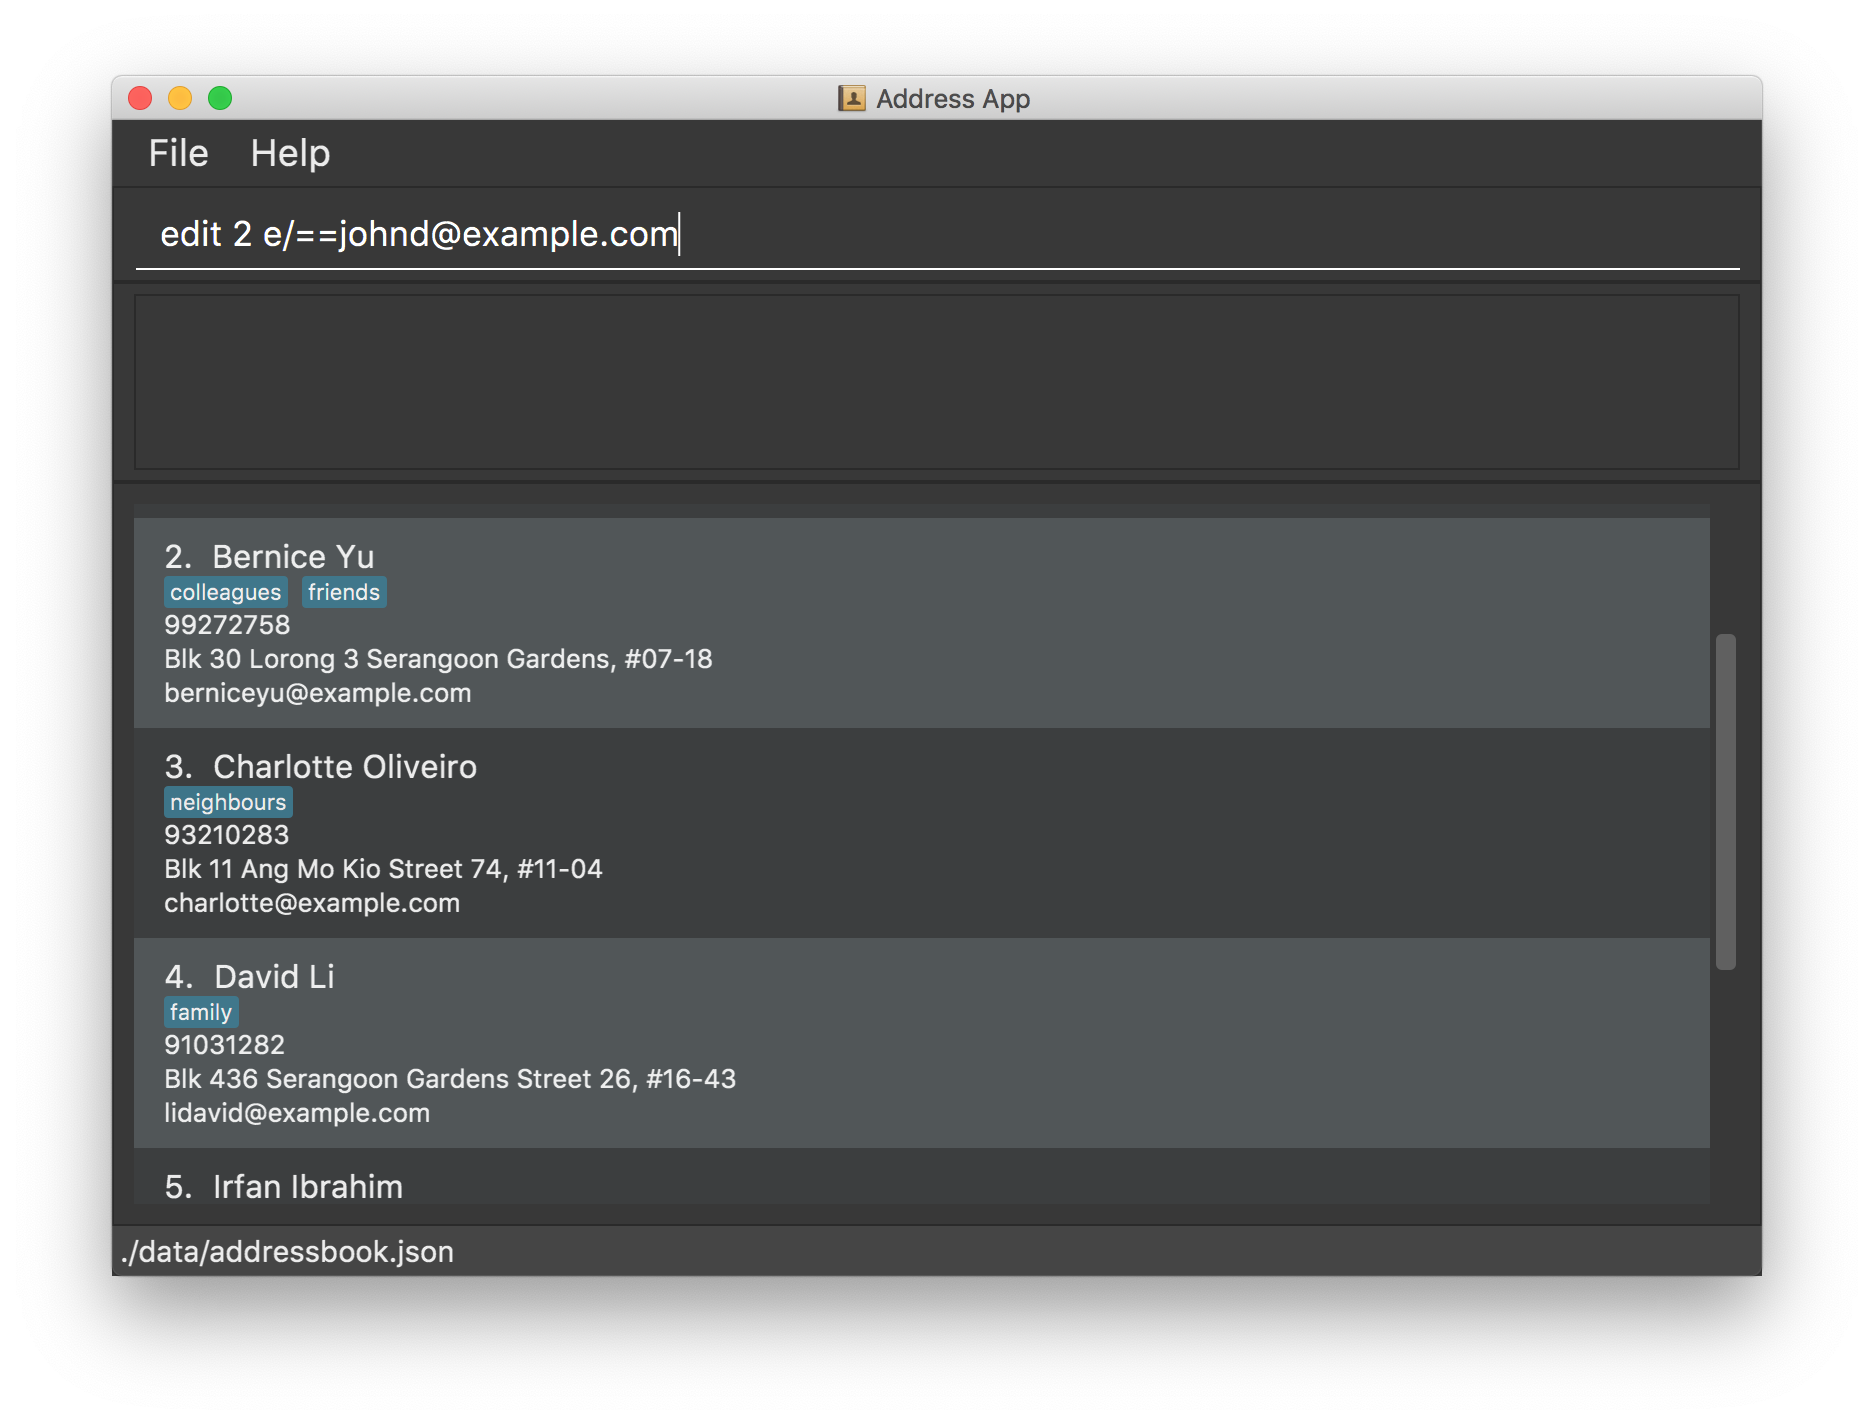 Address App
File Help
edit 2 e/==johnd@example.com
2. Bernice Yu
colleagues friends
99272758
Blk 30 Lorong 3 Serangoon Gardens, #07-18
berniceyu@example.com
3. Charlotte Oliveiro
neighbours
93210283
Blk 11 Ang Mo Kio Street 74, #11-04
charlotte@example.com
4. David Li
family
91031282
Blk 436 Serangoon Gardens Street 26, #16-43
lidavid@example.com
5. Irfan Ibrahim
./data/addressbook.json